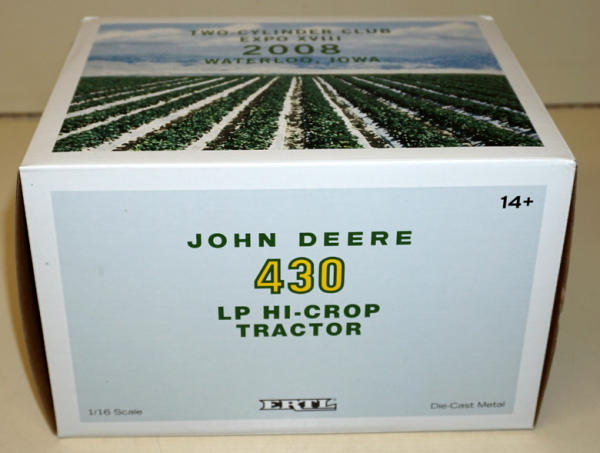 TWO-CYLINDER CLUB
EXPO XVIII
2008
WATERLOO, IOWA
14+
JOHN DEERE
430
LP HI-CROP
TRACTOR
ERTL
1/16 Scale
Die-Cast Metal